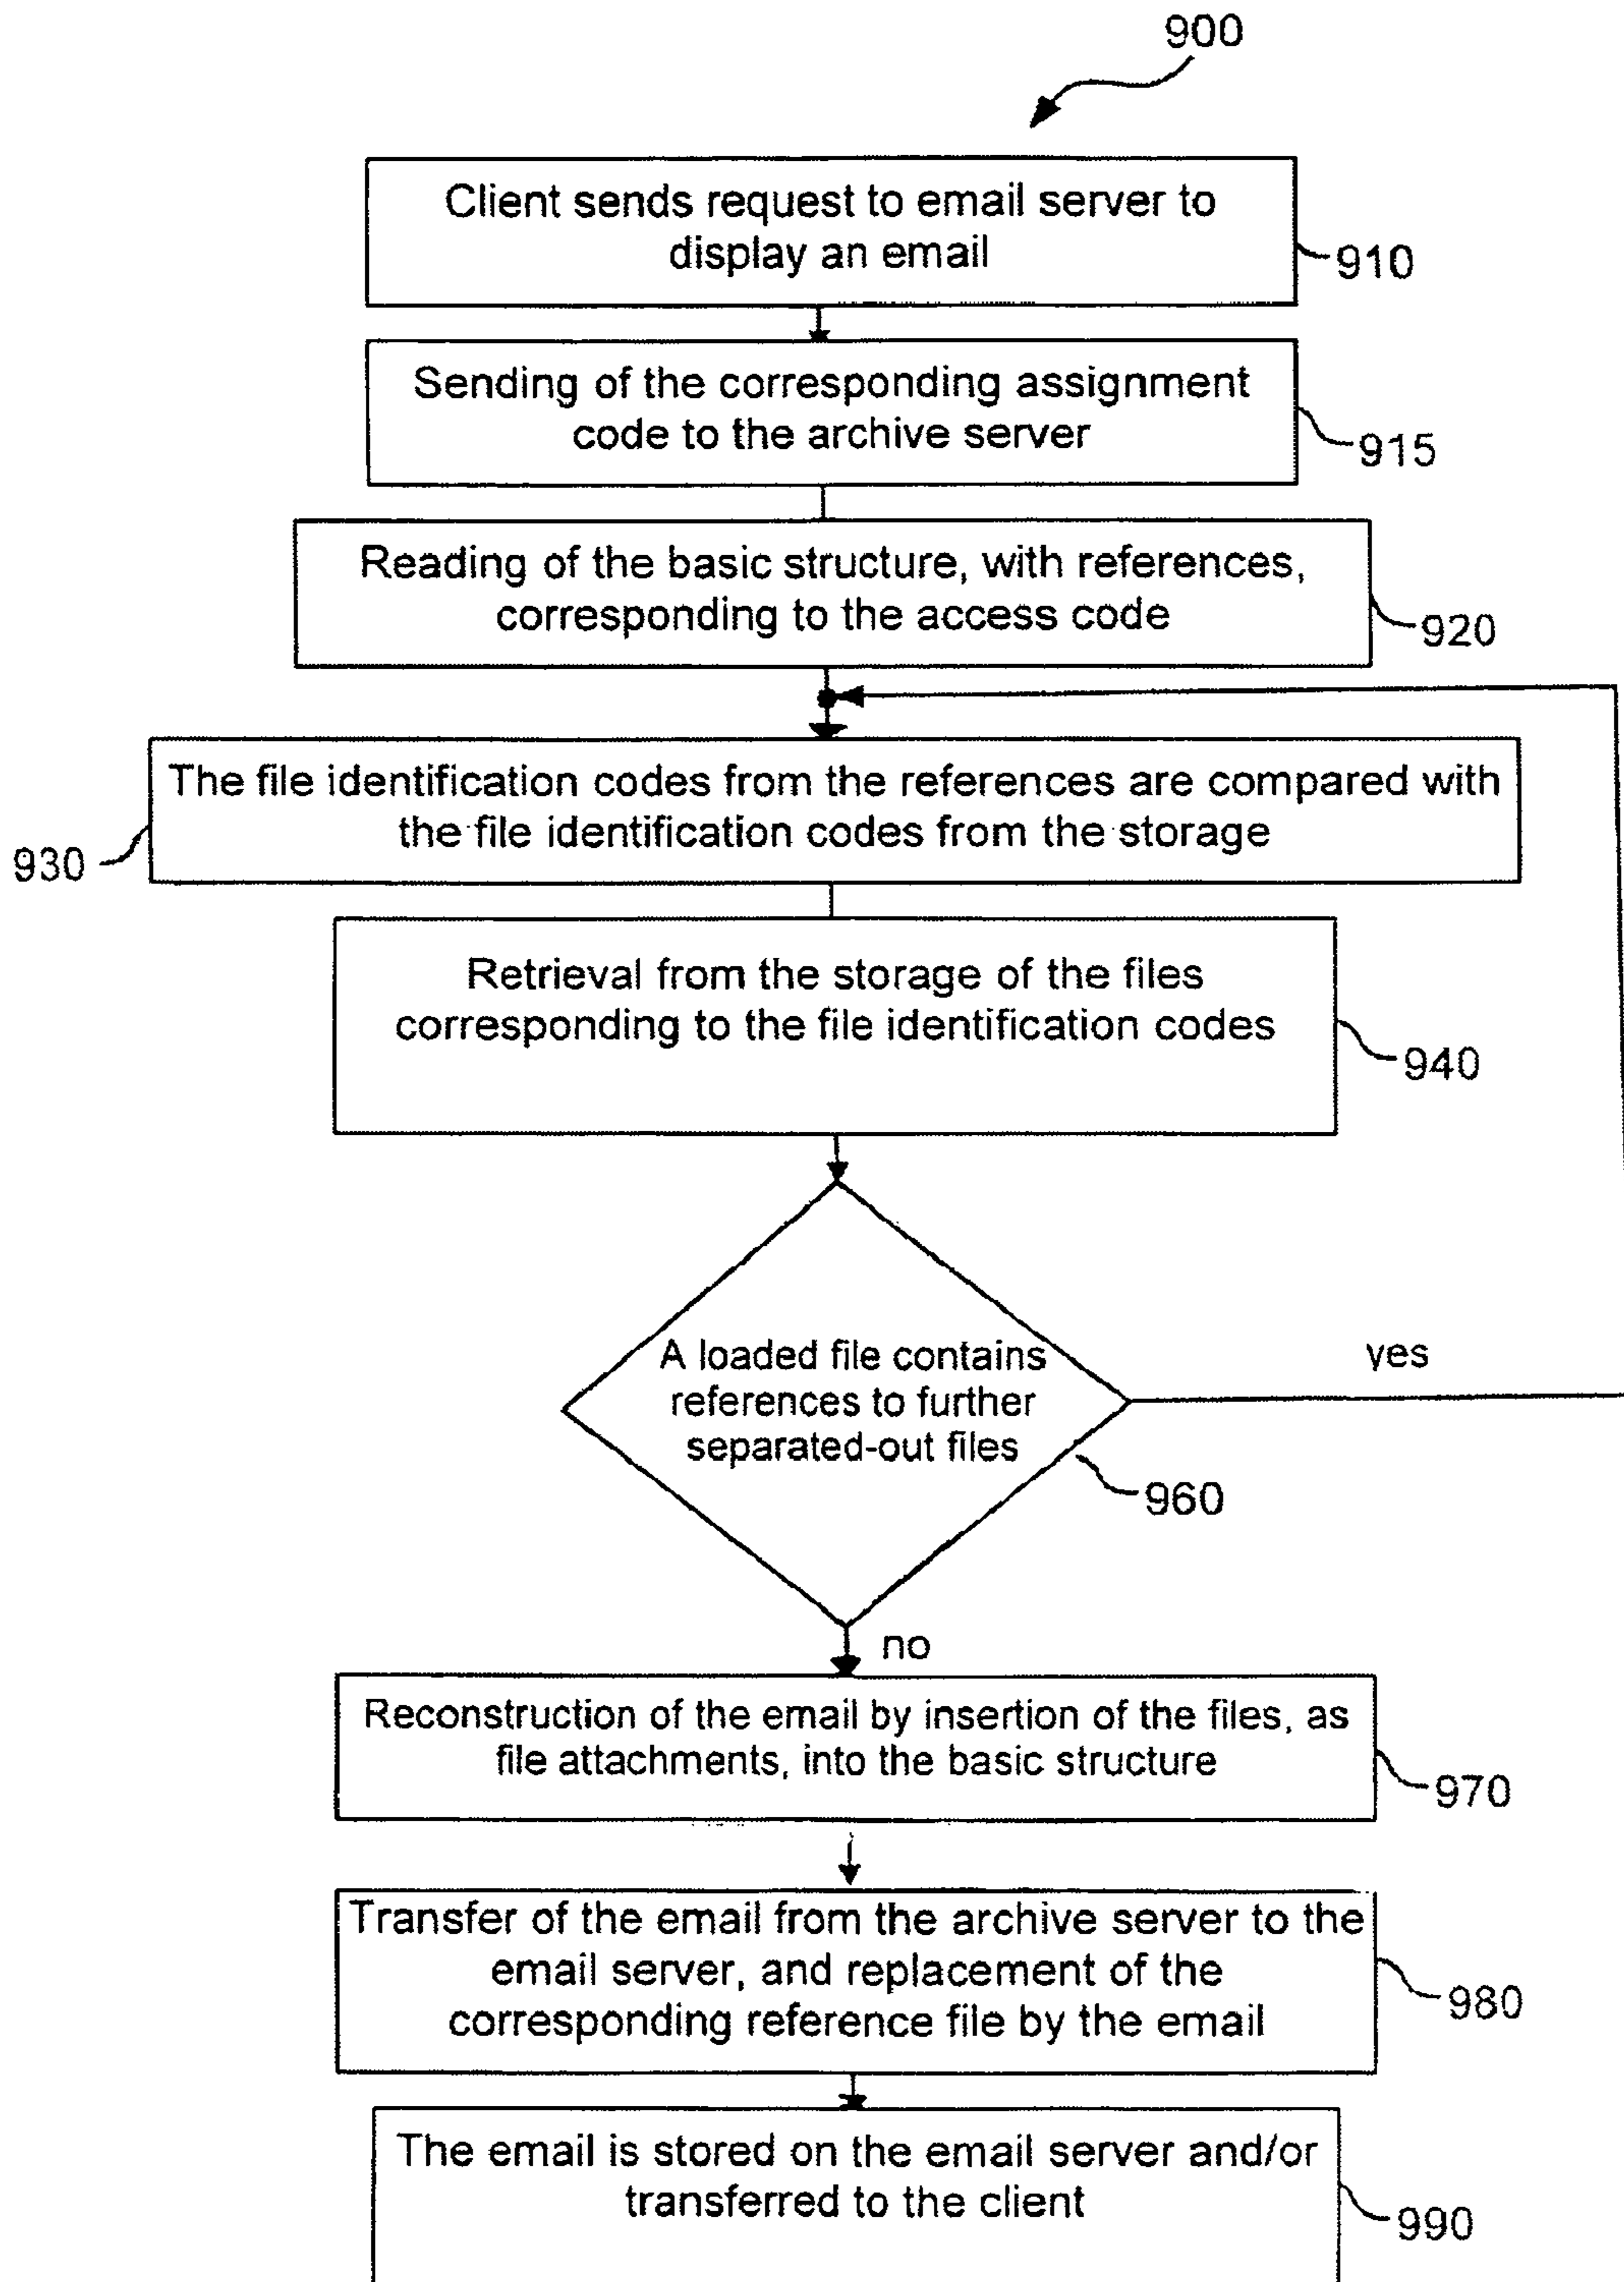 900
Client sends request to email server to
display an email
910
Sending of the corresponding assignment
code to the archive server
915
Reading of the basic structure, with references,
corresponding to the access code
920
The file identification codes from the references are compared with
the file identification codes from the storage
930
Retrieval from the storage of the files
corresponding to the file identification codes
940
A loaded file contains
references to further
separated-out files
yes
960
no
Reconstruction of the email by insertion of the files, as
file attachments, into the basic structure
970
Transfer of the email from the archive server to the
email server, and replacement of the
corresponding reference file by the email
980
The email is stored on the email server and/or
transferred to the client
990